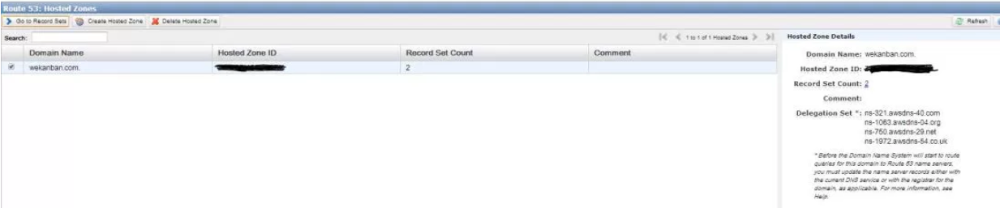 Route 53: Hosted Zones
Go to Record Sets Create Hosted Zone Delete Hosted Zone Refresh
Search: 1 to 1 of 1 Hosted Zones
Domain Name Hosted Zone ID Record Set Count Comment
wekanban.com. 2
Hosted Zone Details
Domain Name: wekanban.com.
Hosted Zone ID:
Record Set Count: 2
Comment:
Delegation Set *: ns-321.awsdns-40.com
ns-1063.awsdns-04.org
ns-750.awsdns-29.net
ns-1972.awsdns-54.co.uk
* Before the Domain Name System will start to route
queries for this domain to Route 53 name servers,
you must update the name server records either with
the current DNS service or with the registrar for the
domain, as applicable. For more information, see
Help.